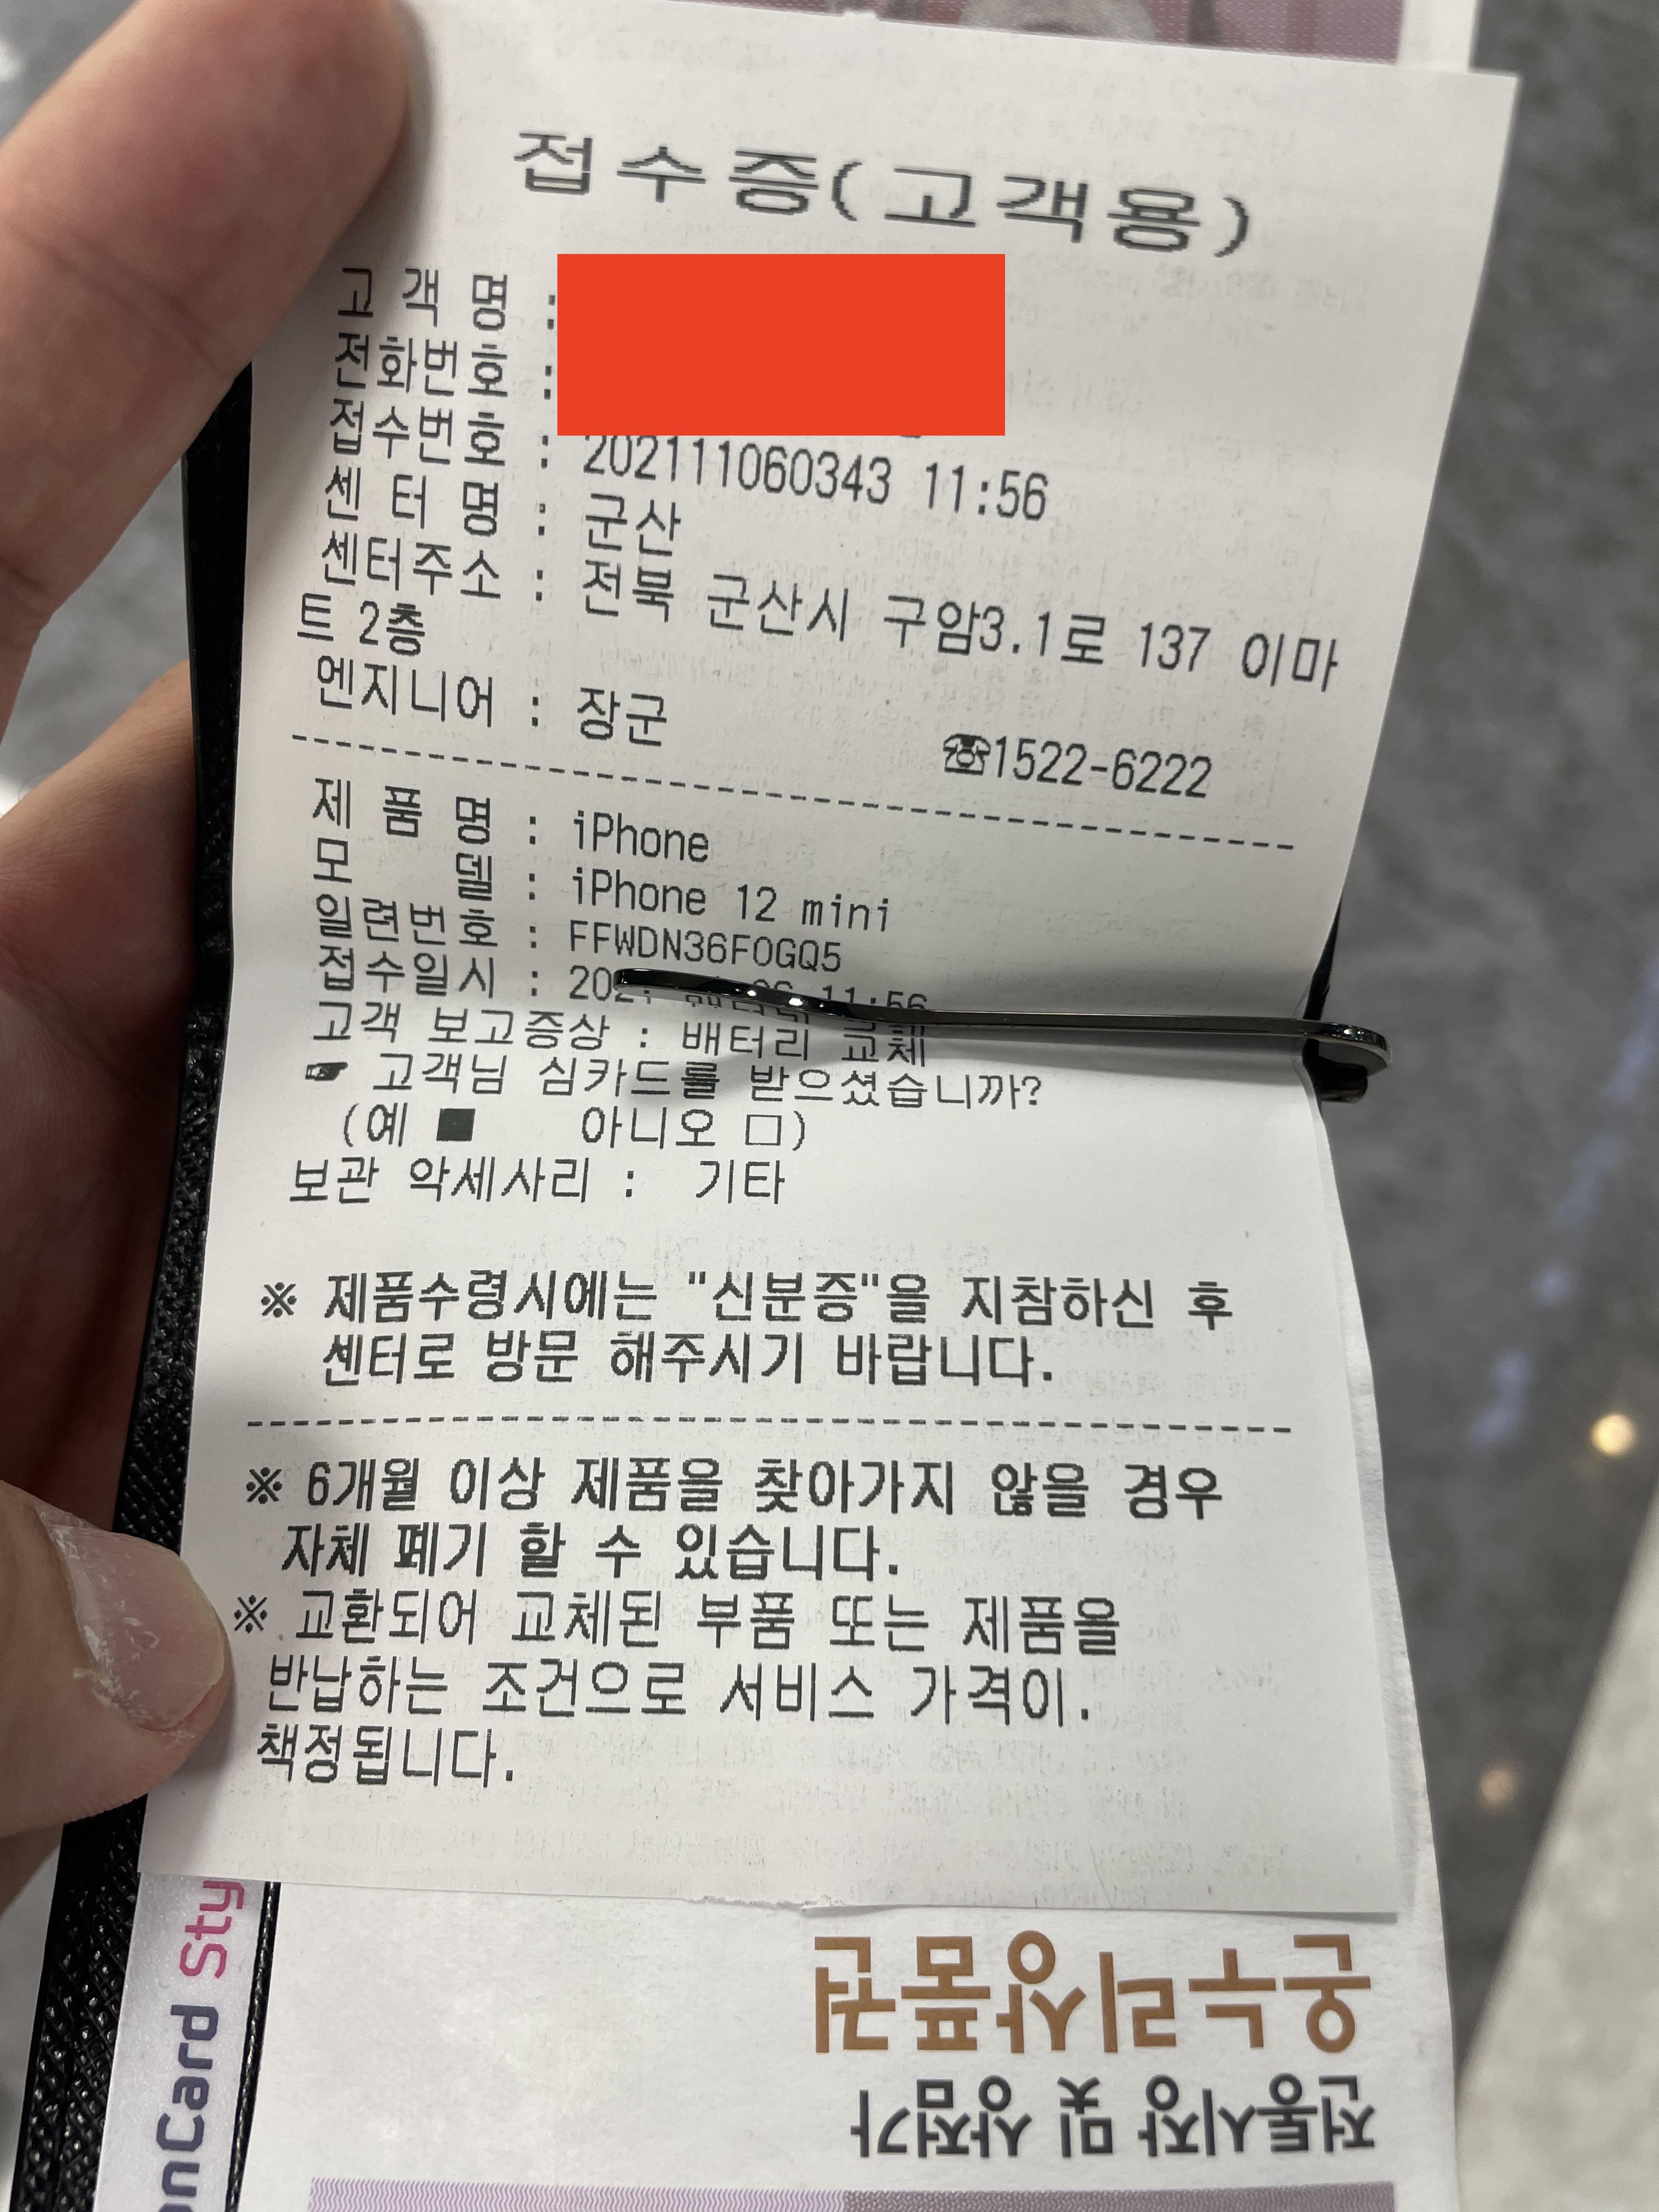 접수증(고객용)
고 객 명 :
전화번호 :
접수번호 : 202111060343 11:56
센 터 명 : 군산
센터주소 : 전북 군산시 구암3.1로 137 이마
트 2층
엔지니어 : 장군 ☏1522-6222
제 품 명 : iPhone
모 델 : iPhone 12 mini
일련번호 : FFWDN36F0GQ5
접수일시 : 11:56
고객 보고증상 : 배터리 교체
☛ 고객님 심카드를 받으셨습니까?
(예 ■ 아니오 □)
보관 악세사리 : 기타
※ 제품수령시에는 "신분증"을 지참하신 후
센터로 방문 해주시기 바랍니다.
※ 6개월 이상 제품을 찾아가지 않을 경우
자체 폐기 할 수 있습니다.
※ 교환되어 교체된 부품 또는 제품을
반납하는 조건으로 서비스 가격이.
책정됩니다.
온누리상품권
전통시장 및 상점가
onCard Sty